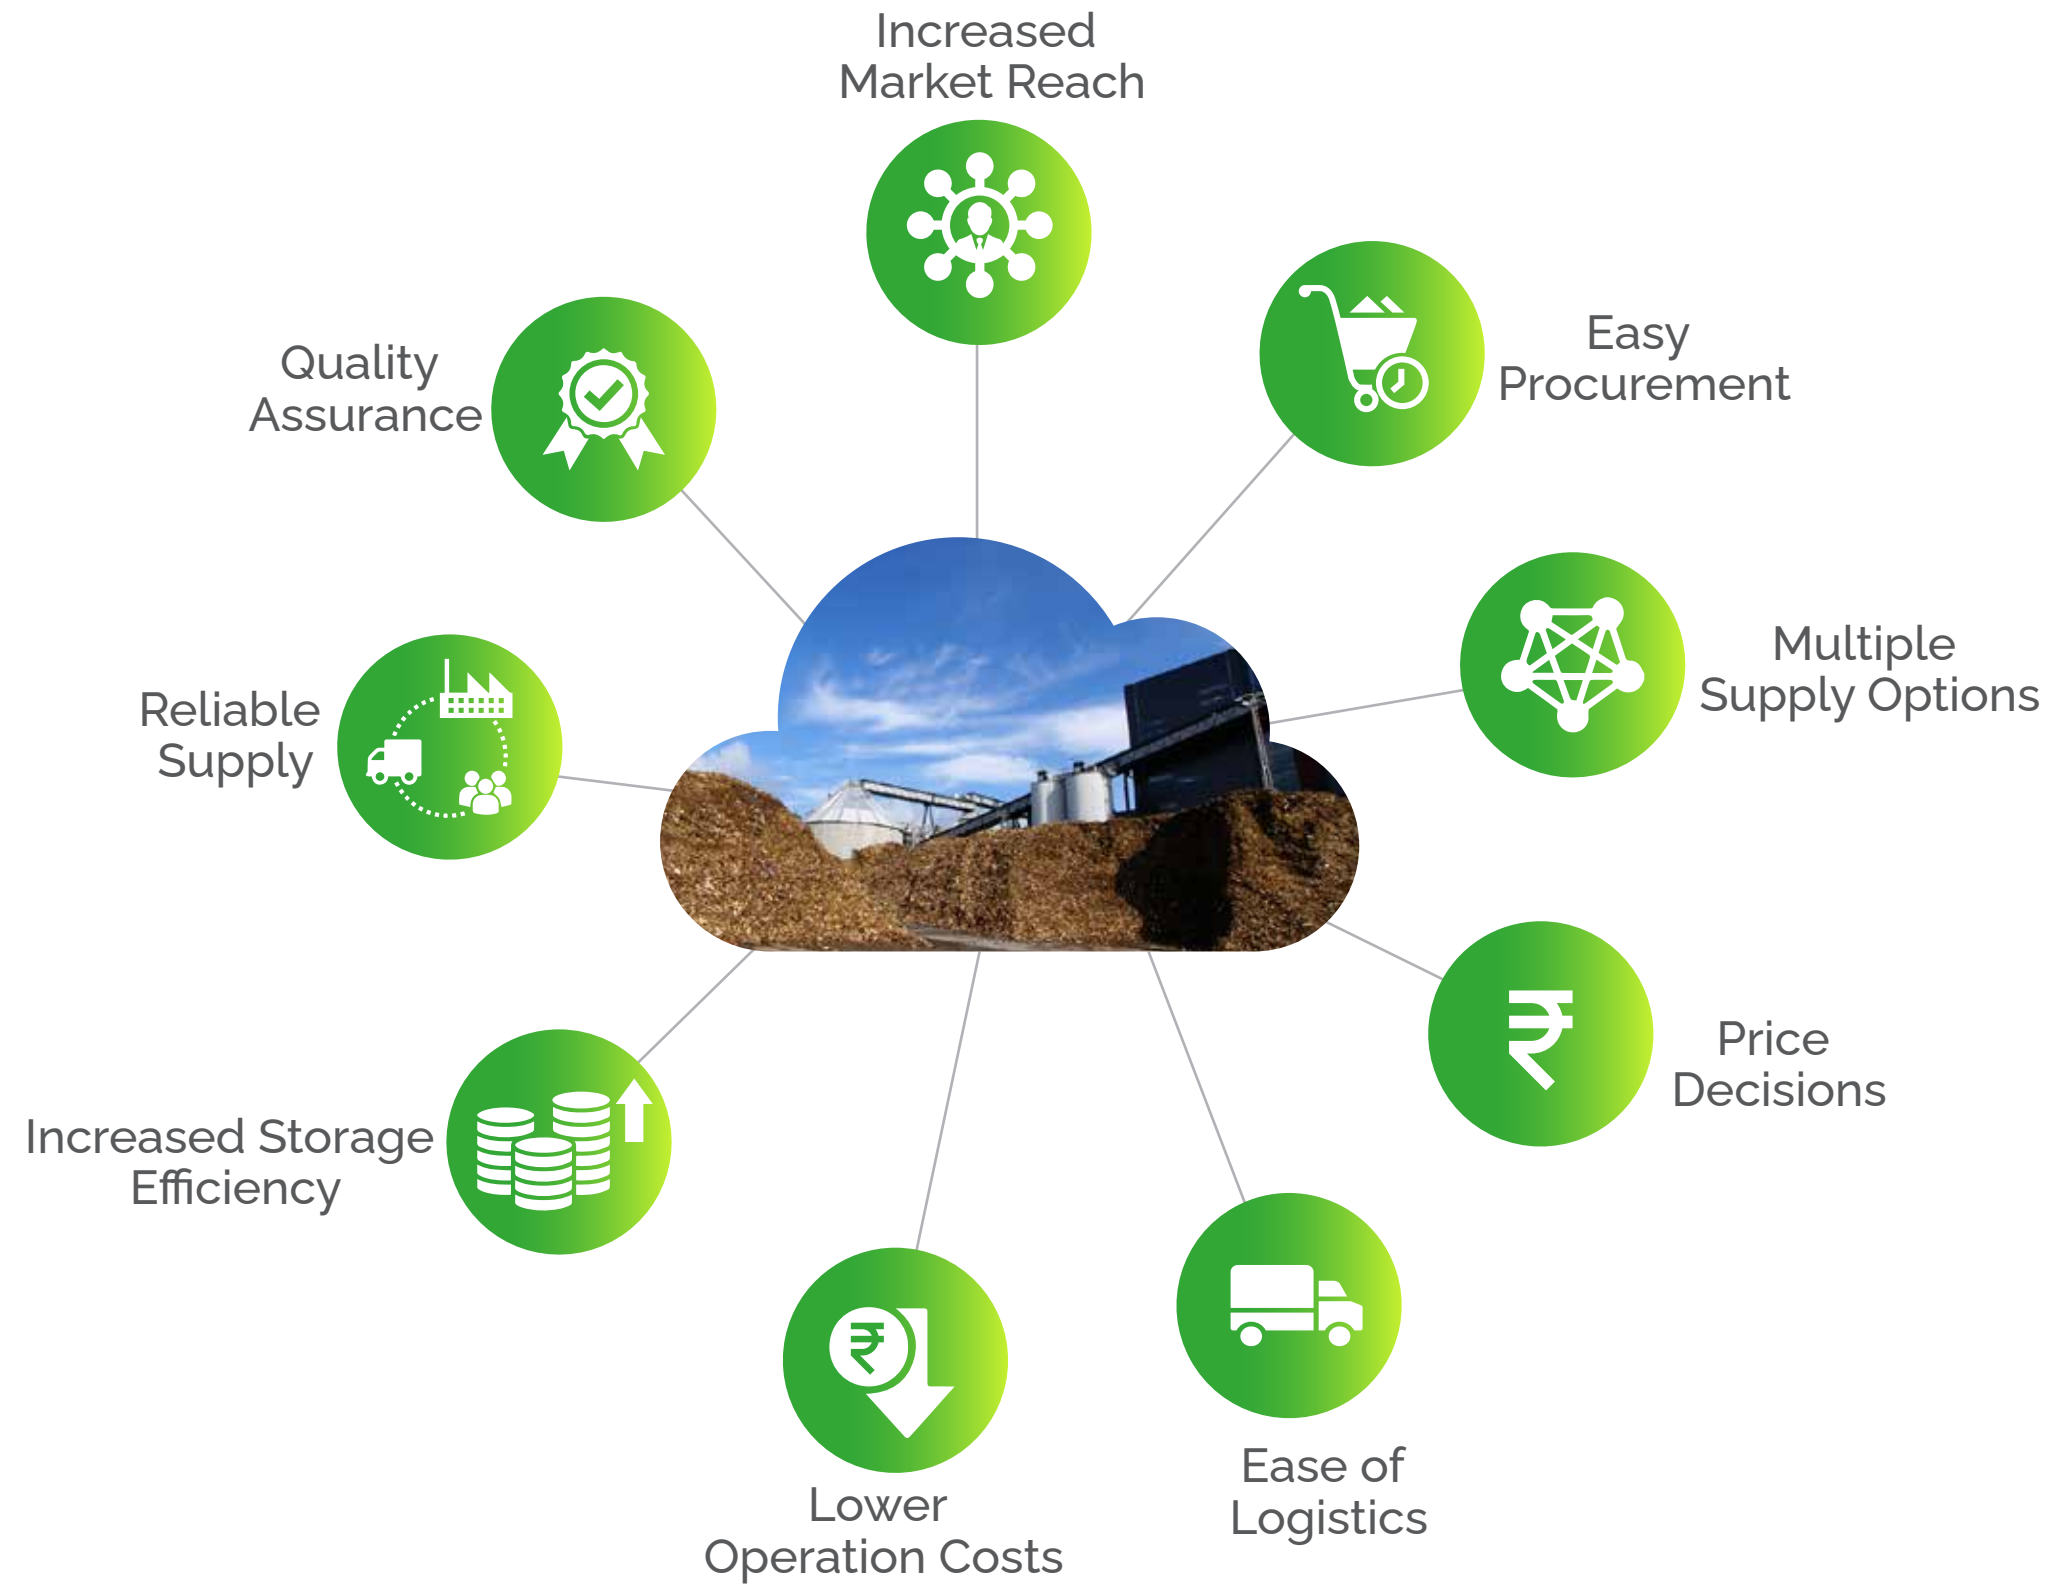 Increased
Market Reach
Easy
Procurement
Quality
Assurance
Multiple
Supply Options
Reliable
Supply
₹
Price
Decisions
Increased Storage
Efficiency
₹
Ease of
Logistics
Lower
Operation Costs